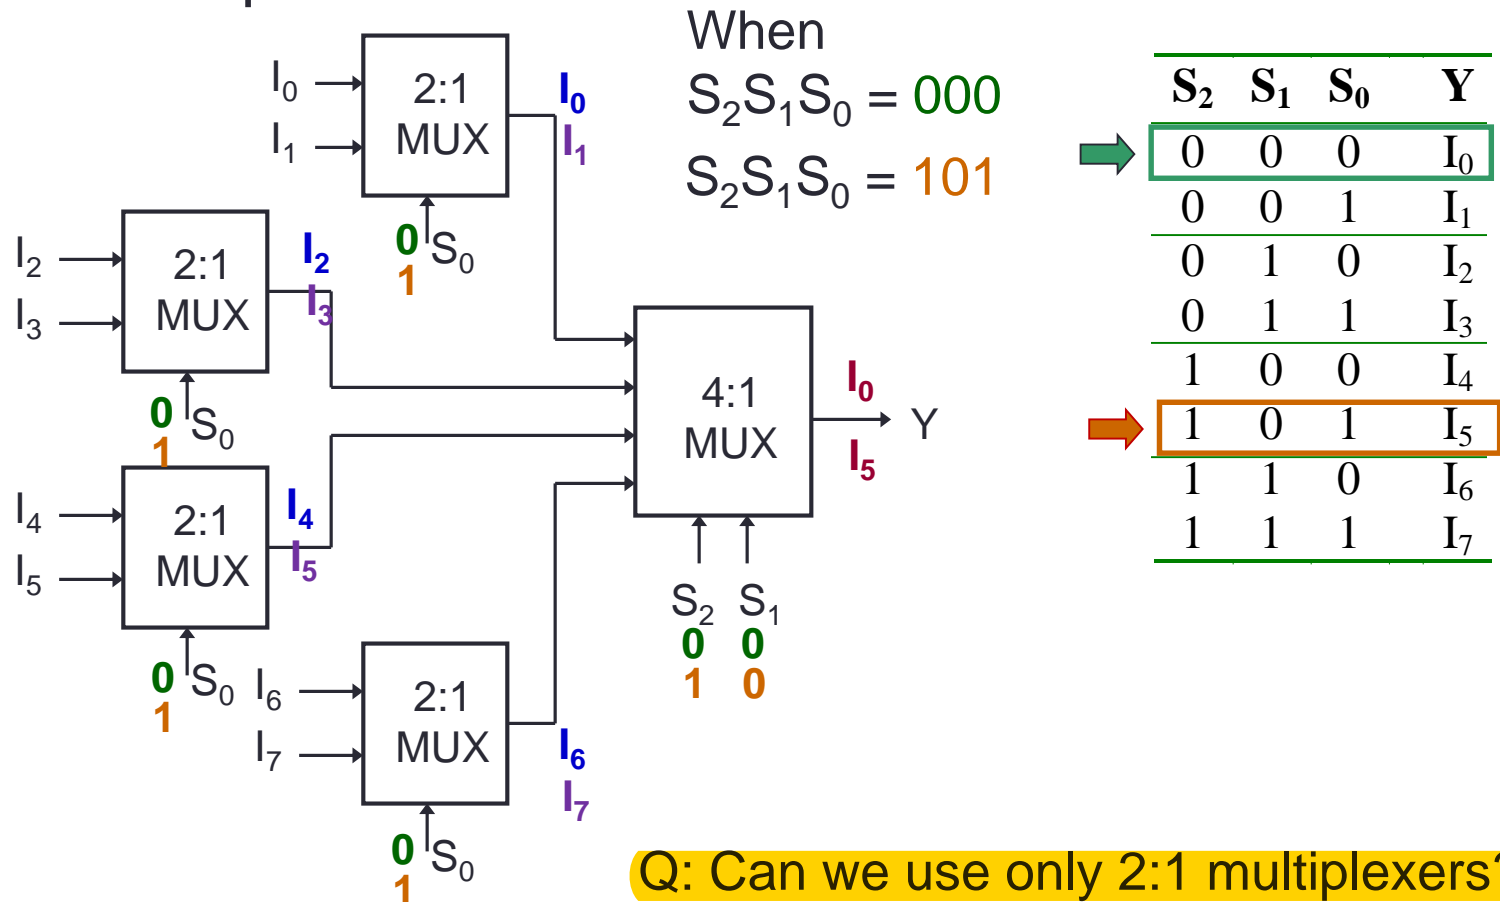 When
S₂S₁S₀ = 000
S₂S₁S₀ = 101
I₀
I₁
2:1
MUX
I₀
I₁
0
1
S₀
I₂
I₃
2:1
MUX
I₂
I₃
0
1
S₀
I₄
I₅
2:1
MUX
I₄
I₅
0
1
S₀
I₆
I₇
2:1
MUX
I₆
I₇
0
1
S₀
4:1
MUX
I₀
I₅
Y
S₂ S₁
0 0
1 0
S₂ S₁ S₀ Y
0 0 0 I₀
0 0 1 I₁
0 1 0 I₂
0 1 1 I₃
1 0 0 I₄
1 0 1 I₅
1 1 0 I₆
1 1 1 I₇
Q: Can we use only 2:1 multiplexers?